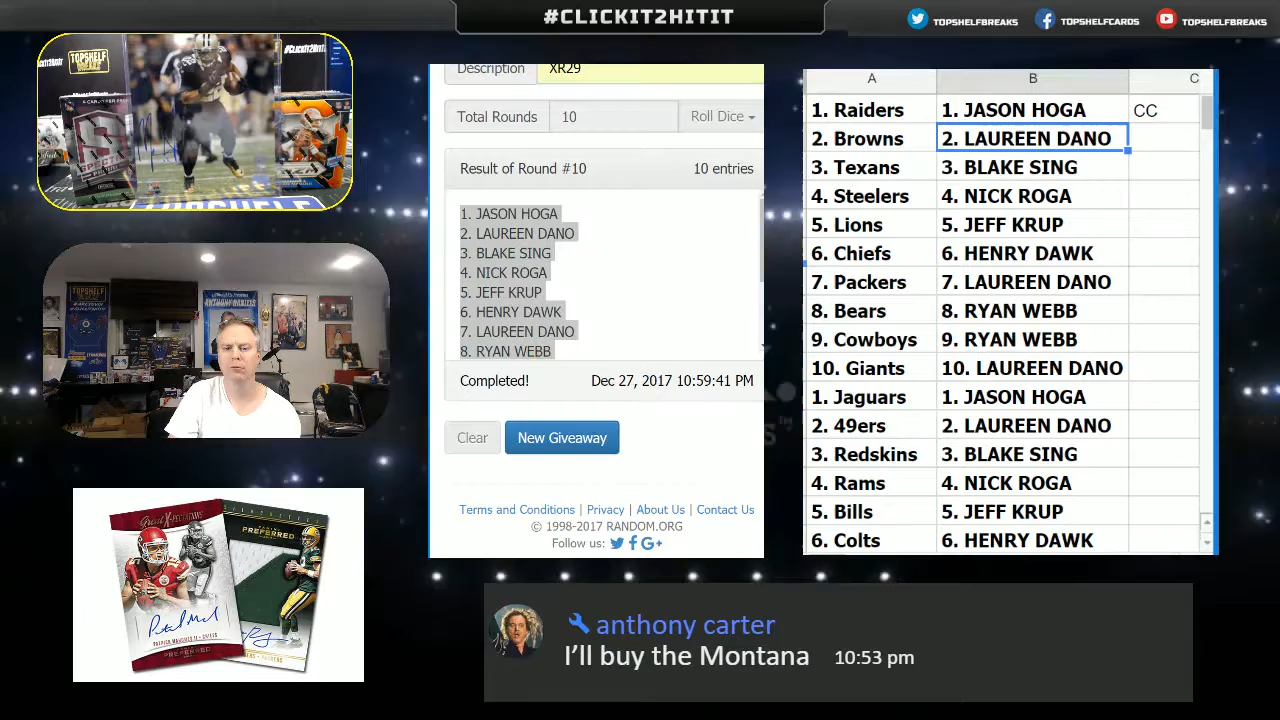 #CLICKIT2HITIT
TOPSHELFBREAKS
TOPSHELFCARDS
TOPSHELFBREAKS
Description XR29
Total Rounds 10 Roll Dice
Result of Round #10 10 entries
1. JASON HOGA
2. LAUREEN DANO
3. BLAKE SING
4. NICK ROGA
5. JEFF KRUP
6. HENRY DAWK
7. LAUREEN DANO
8. RYAN WEBB
Completed! Dec 27, 2017 10:59:41 PM
Clear New Giveaway
Terms and Conditions | Privacy | About Us | Contact Us
© 1998-2017 RANDOM.ORG
Follow us:
A B C
1. Raiders 1. JASON HOGA CC
2. Browns 2. LAUREEN DANO
3. Texans 3. BLAKE SING
4. Steelers 4. NICK ROGA
5. Lions 5. JEFF KRUP
6. Chiefs 6. HENRY DAWK
7. Packers 7. LAUREEN DANO
8. Bears 8. RYAN WEBB
9. Cowboys 9. RYAN WEBB
10. Giants 10. LAUREEN DANO
1. Jaguars 1. JASON HOGA
2. 49ers 2. LAUREEN DANO
3. Redskins 3. BLAKE SING
4. Rams 4. NICK ROGA
5. Bills 5. JEFF KRUP
6. Colts 6. HENRY DAWK
TOPSHELF
PREFERRED
PREFERRED
anthony carter
I'll buy the Montana 10:53 pm